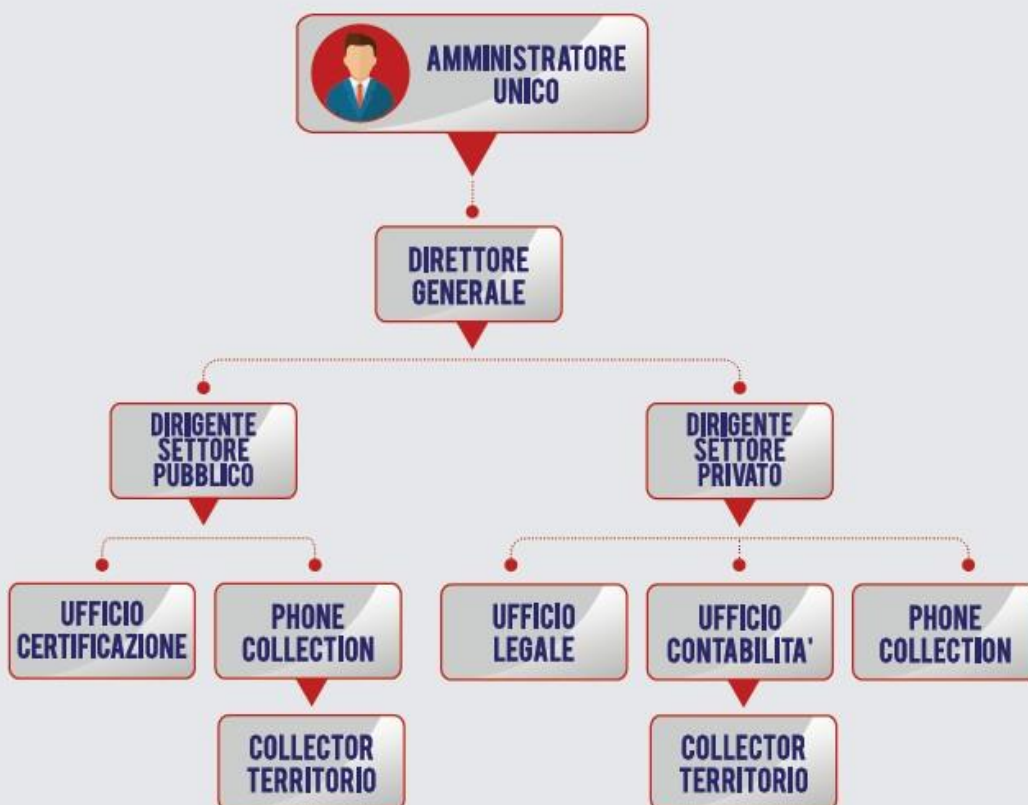 AMMINISTRATORE
UNICO
DIRETTORE
GENERALE
DIRIGENTE
SETTORE
PUBBLICO
DIRIGENTE
SETTORE
PRIVATO
UFFICIO
CERTIFICAZIONE
PHONE
COLLECTION
UFFICIO
LEGALE
UFFICIO
CONTABILITA'
PHONE
COLLECTION
COLLECTOR
TERRITORIO
COLLECTOR
TERRITORIO